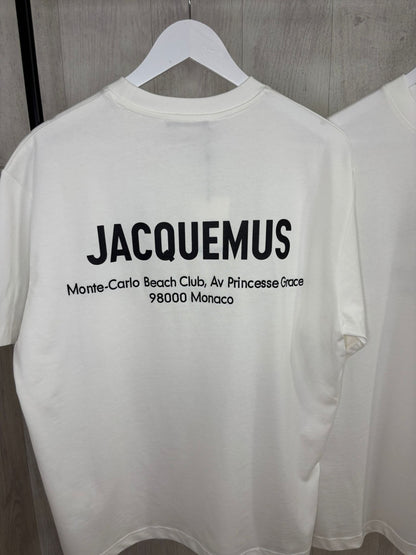 JACQUEMUS
Monte-Carlo Beach Club, Av Princesse Grace
98000 Monaco